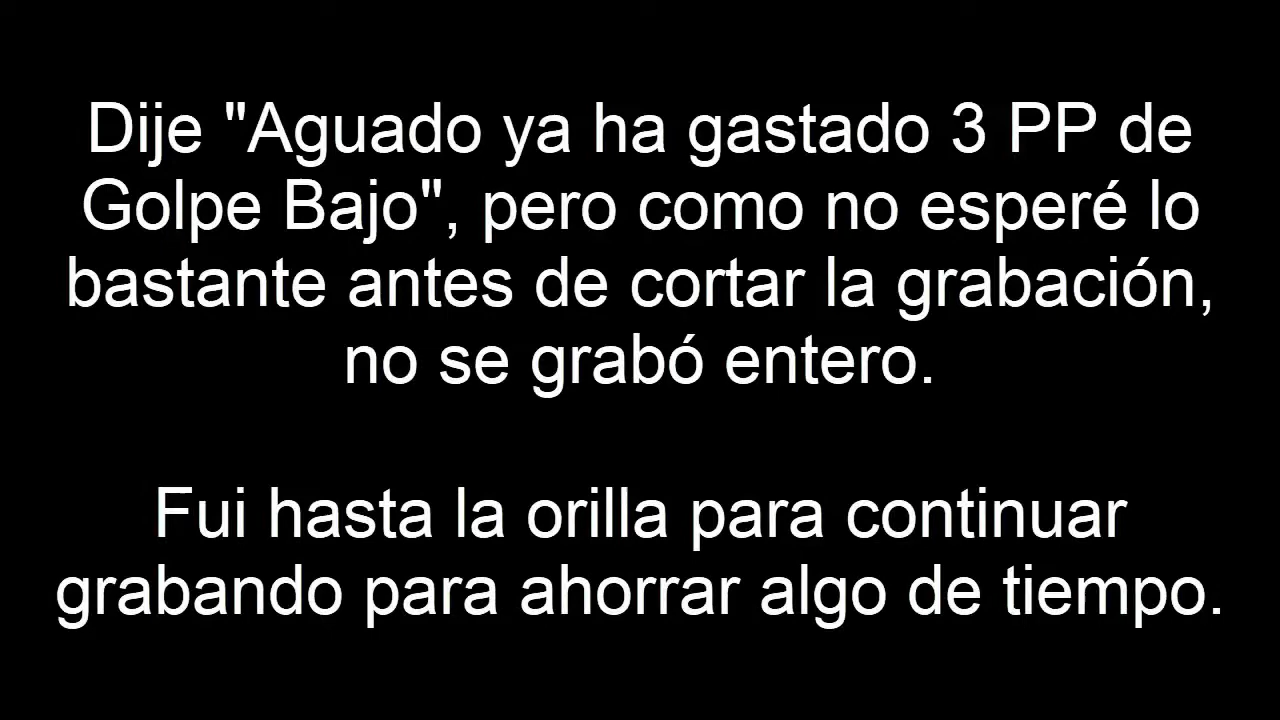 Dije "Aguado ya ha gastado 3 PP de
Golpe Bajo", pero como no esperé lo
bastante antes de cortar la grabación,
no se grabó entero.
Fui hasta la orilla para continuar
grabando para ahorrar algo de tiempo.